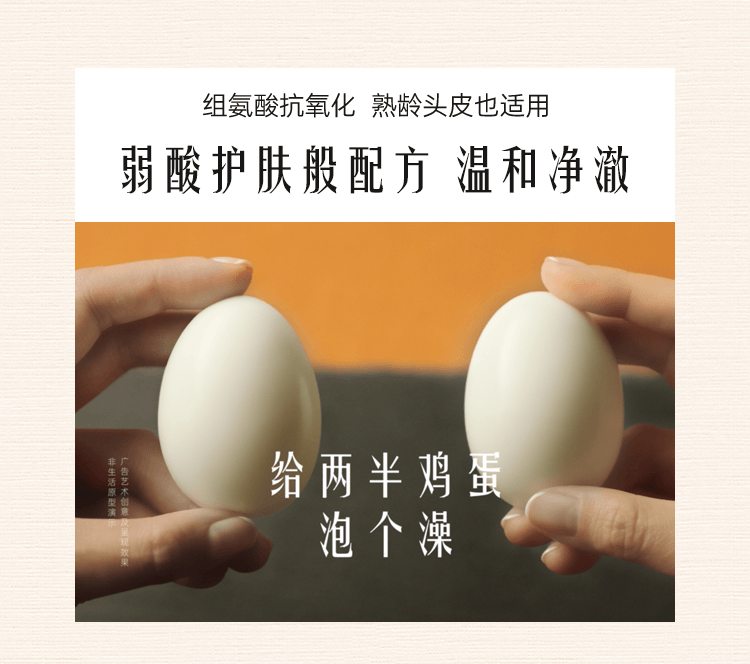 组氨酸抗氧化 熟龄头皮也适用
弱酸护肤般配方 温和净澈
给两半鸡蛋
泡个澡
广告艺术创意及呈现效果
非生活原型演示